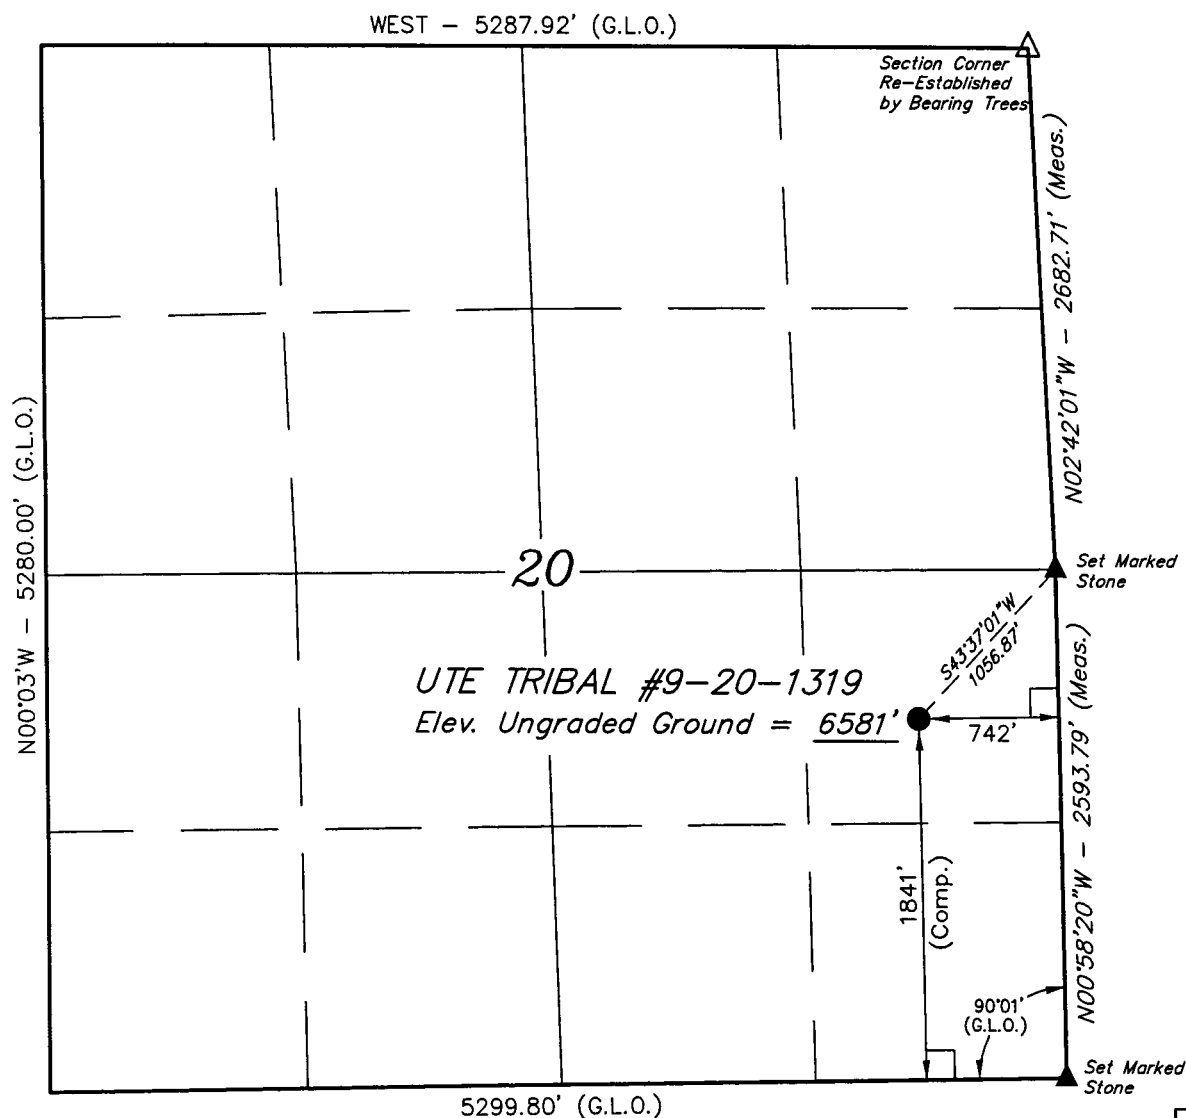 WEST – 5287.92' (G.L.O.)
Section Corner
Re–Established
by Bearing Trees
N02°42'01"W – 2682.71' (Meas.)
N00°03'W – 5280.00' (G.L.O.)
20
Set Marked
Stone
S43°37'01"W
1056.87'
UTE TRIBAL #9–20–1319
Elev. Ungraded Ground = 6581'
742'
N00°58'20"W – 2593.79' (Meas.)
1841'
(Comp.)
90°01'
(G.L.O.)
Set Marked
Stone
5299.80' (G.L.O.)